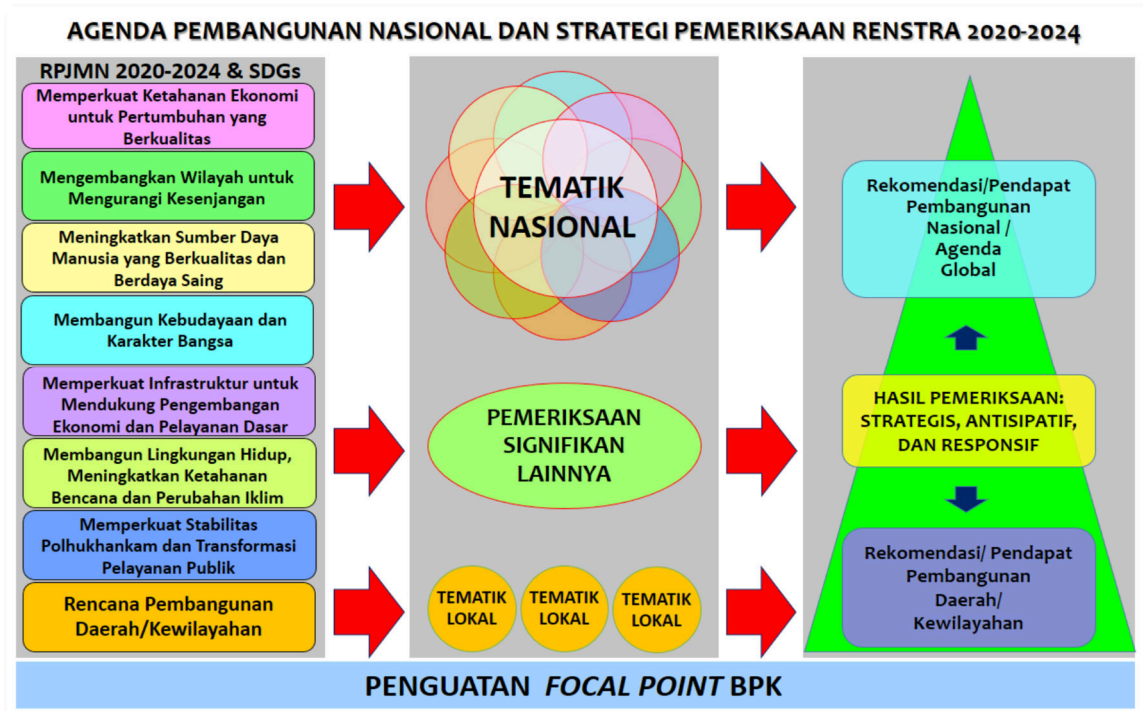 AGENDA PEMBANGUNAN NASIONAL DAN STRATEGI PEMERIKSAAN RENSTRA 2020-2024
RPJMN 2020-2024 & SDGs
Memperkuat Ketahanan Ekonomi
untuk Pertumbuhan yang
Berkualitas
Mengembangkan Wilayah untuk
Mengurangi Kesenjangan
Meningkatkan Sumber Daya
Manusia yang Berkualitas dan
Berdaya Saing
Membangun Kebudayaan dan
Karakter Bangsa
Memperkuat Infrastruktur untuk
Mendukung Pengembangan
Ekonomi dan Pelayanan Dasar
Membangun Lingkungan Hidup,
Meningkatkan Ketahanan
Bencana dan Perubahan Iklim
Memperkuat Stabilitas
Polhukhankam dan Transformasi
Pelayanan Publik
Rencana Pembangunan
Daerah/Kewilayahan
TEMATIK
NASIONAL
PEMERIKSAAN
SIGNIFIKAN
LAINNYA
TEMATIK
LOKAL
TEMATIK
LOKAL
TEMATIK
LOKAL
Rekomendasi/Pendapat
Pembangunan
Nasional /
Agenda
Global
HASIL PEMERIKSAAN:
STRATEGIS, ANTISIPATIF,
DAN RESPONSIF
Rekomendasi/ Pendapat
Pembangunan
Daerah/
Kewilayahan
PENGUATAN FOCAL POINT BPK